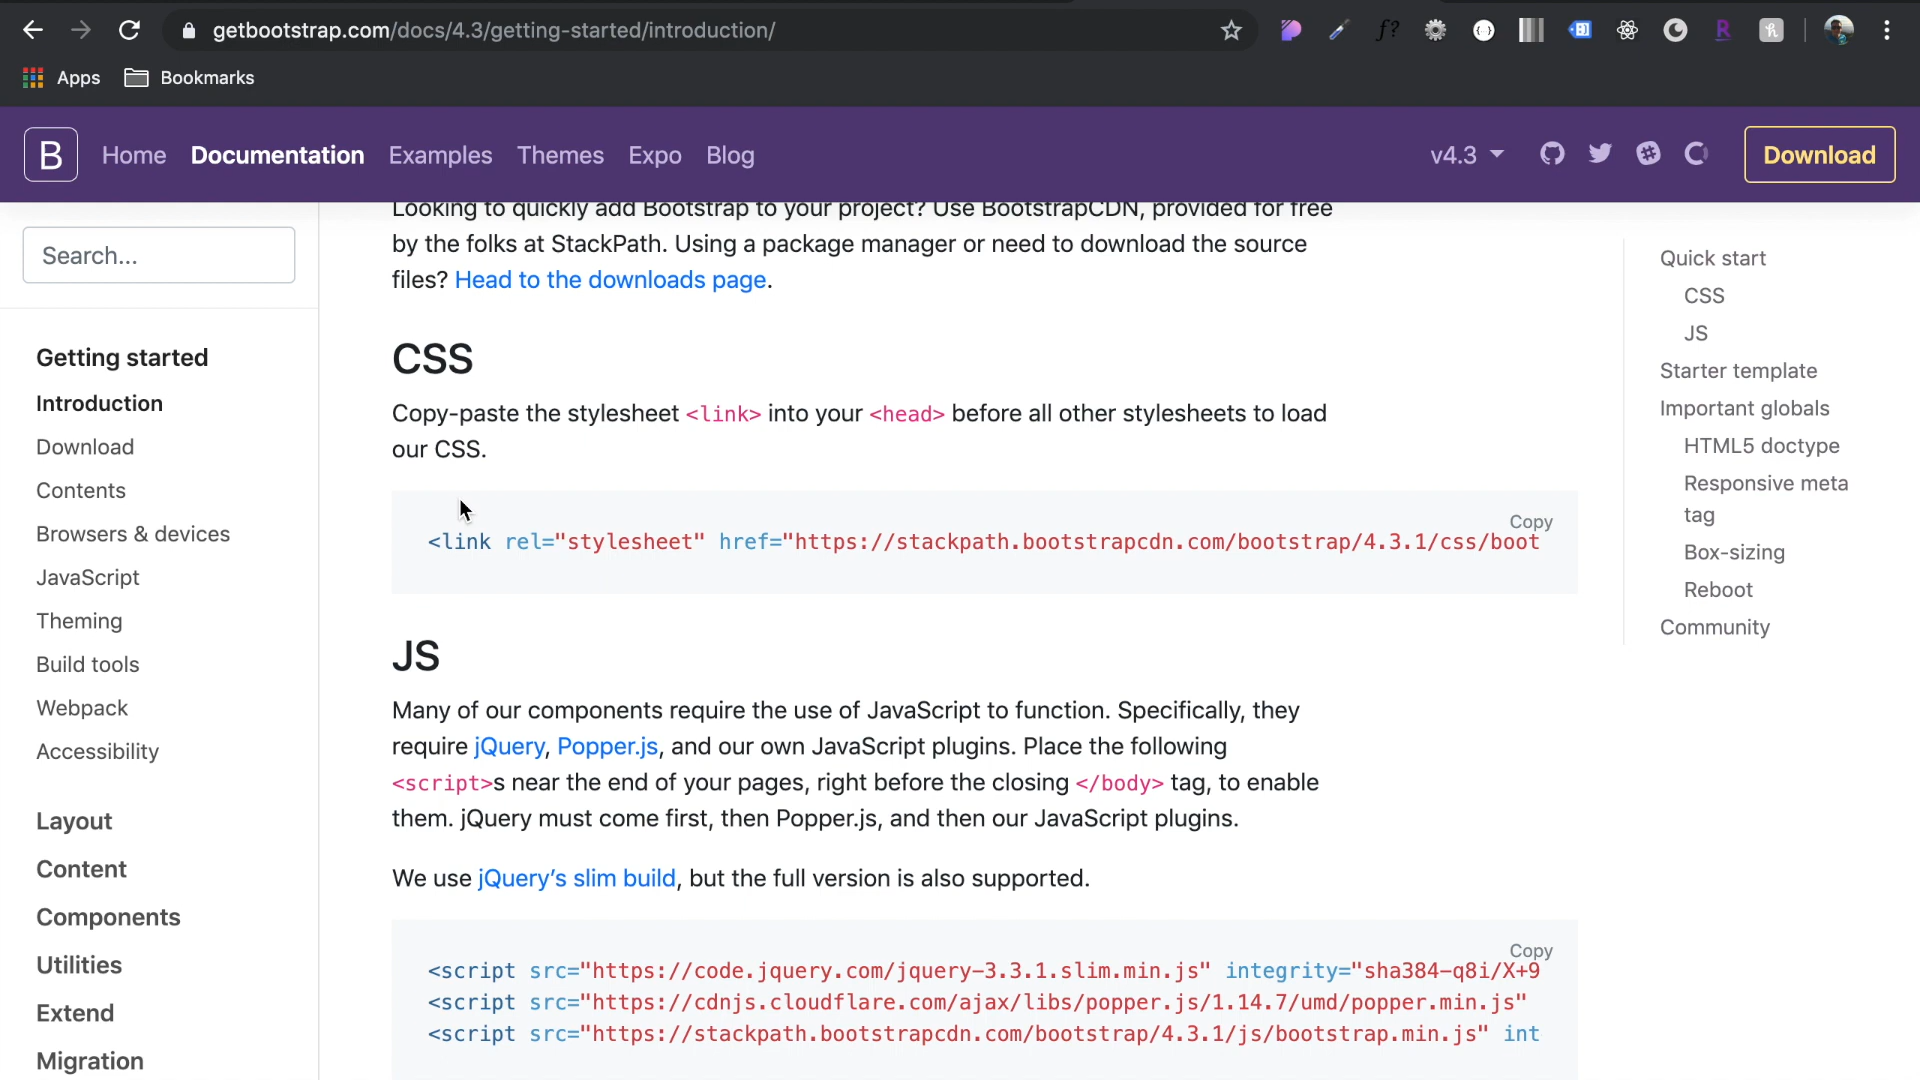 getbootstrap.com/docs/4.3/getting-started/introduction/
Apps
Bookmarks
B
Home
Documentation
Examples
Themes
Expo
Blog
v4.3
Download
Search...
Getting started
Introduction
Download
Contents
Browsers & devices
JavaScript
Theming
Build tools
Webpack
Accessibility
Layout
Content
Components
Utilities
Extend
Migration
Looking to quickly add Bootstrap to your project? Use BootstrapCDN, provided for free
by the folks at StackPath. Using a package manager or need to download the source
files? Head to the downloads page.
CSS
Copy-paste the stylesheet <link> into your <head> before all other stylesheets to load
our CSS.
Copy
<link rel="stylesheet" href="https://stackpath.bootstrapcdn.com/bootstrap/4.3.1/css/boot
JS
Many of our components require the use of JavaScript to function. Specifically, they
require jQuery, Popper.js, and our own JavaScript plugins. Place the following
<script>s near the end of your pages, right before the closing </body> tag, to enable
them. jQuery must come first, then Popper.js, and then our JavaScript plugins.
We use jQuery’s slim build, but the full version is also supported.
Copy
<script src="https://code.jquery.com/jquery-3.3.1.slim.min.js" integrity="sha384-q8i/X+9
<script src="https://cdnjs.cloudflare.com/ajax/libs/popper.js/1.14.7/umd/popper.min.js"
<script src="https://stackpath.bootstrapcdn.com/bootstrap/4.3.1/js/bootstrap.min.js" int
Quick start
CSS
JS
Starter template
Important globals
HTML5 doctype
Responsive meta
tag
Box-sizing
Reboot
Community